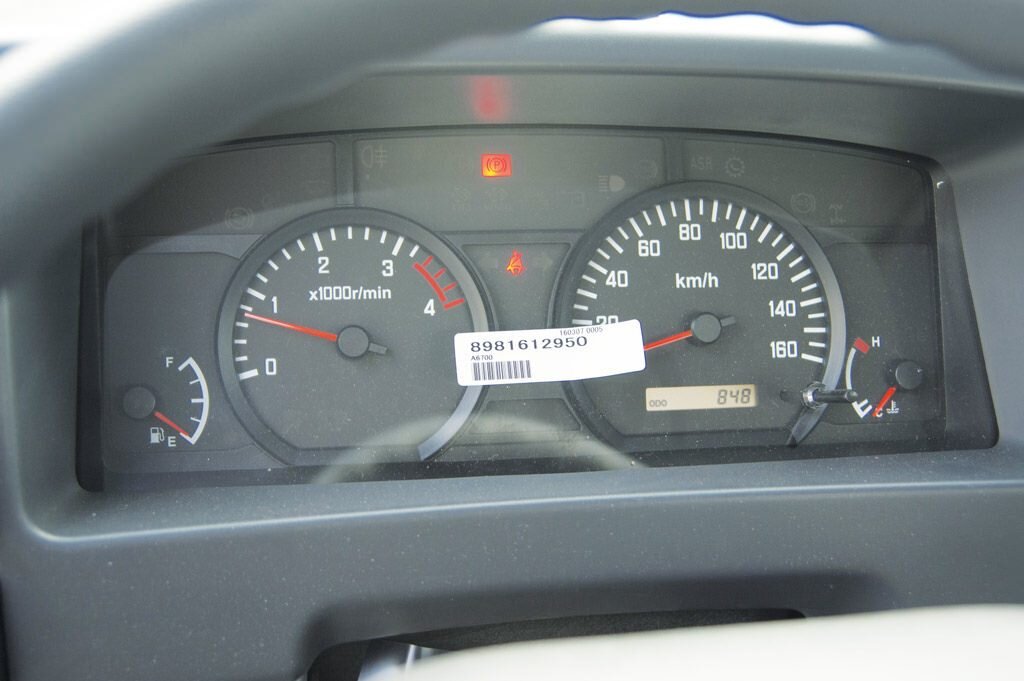 ASR
P
60 80 100
2 3 40 120
x1000r/min km/h
1 4 20 140
0 160
160307 0005
8981612950
A6700
F H
ODO 848
E C